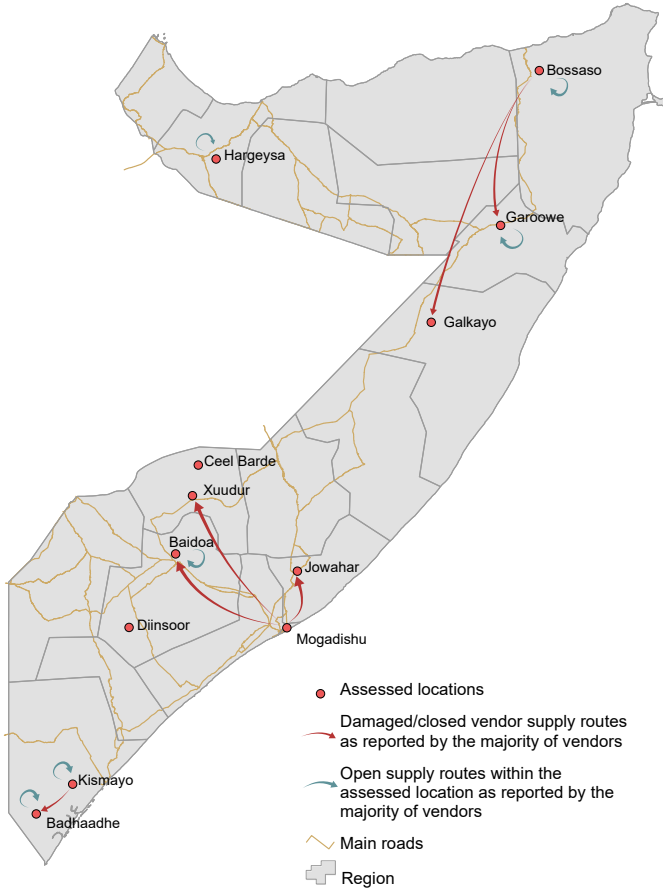 Bossaso
Hargeysa
Garoowe
Galkayo
Ceel Barde
Xuudur
Baidoa
Jowahar
Diinsoor
Mogadishu
Kismayo
Badhaadhe
Assessed locations
Damaged/closed vendor supply routes
as reported by the majority of vendors
Open supply routes within the
assessed location as reported by the
majority of vendors
Main roads
Region